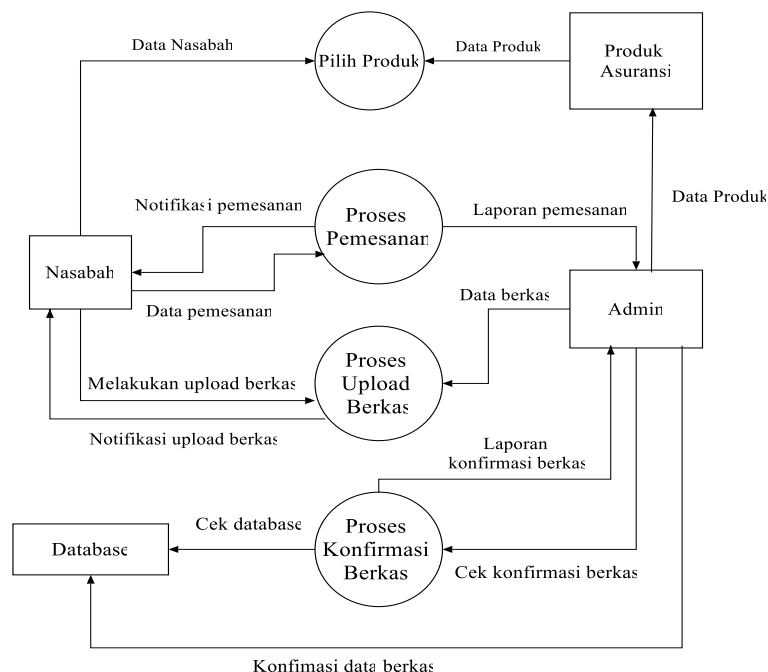 Data Nasabah
Pilih Produk
Data Produk
Produk
Asuransi
Data Produk
Notifikasi pemesanan
Proses
Pemesanan
Laporan pemesanan
Nasabah
Data pemesanan
Data berkas
Admin
Melakukan upload berkas
Proses
Upload
Berkas
Notifikasi upload berkas
Laporan
konfirmasi berkas
Cek database
Proses
Konfirmasi
Berkas
Database
Cek konfirmasi berkas
Konfimasi data berkas